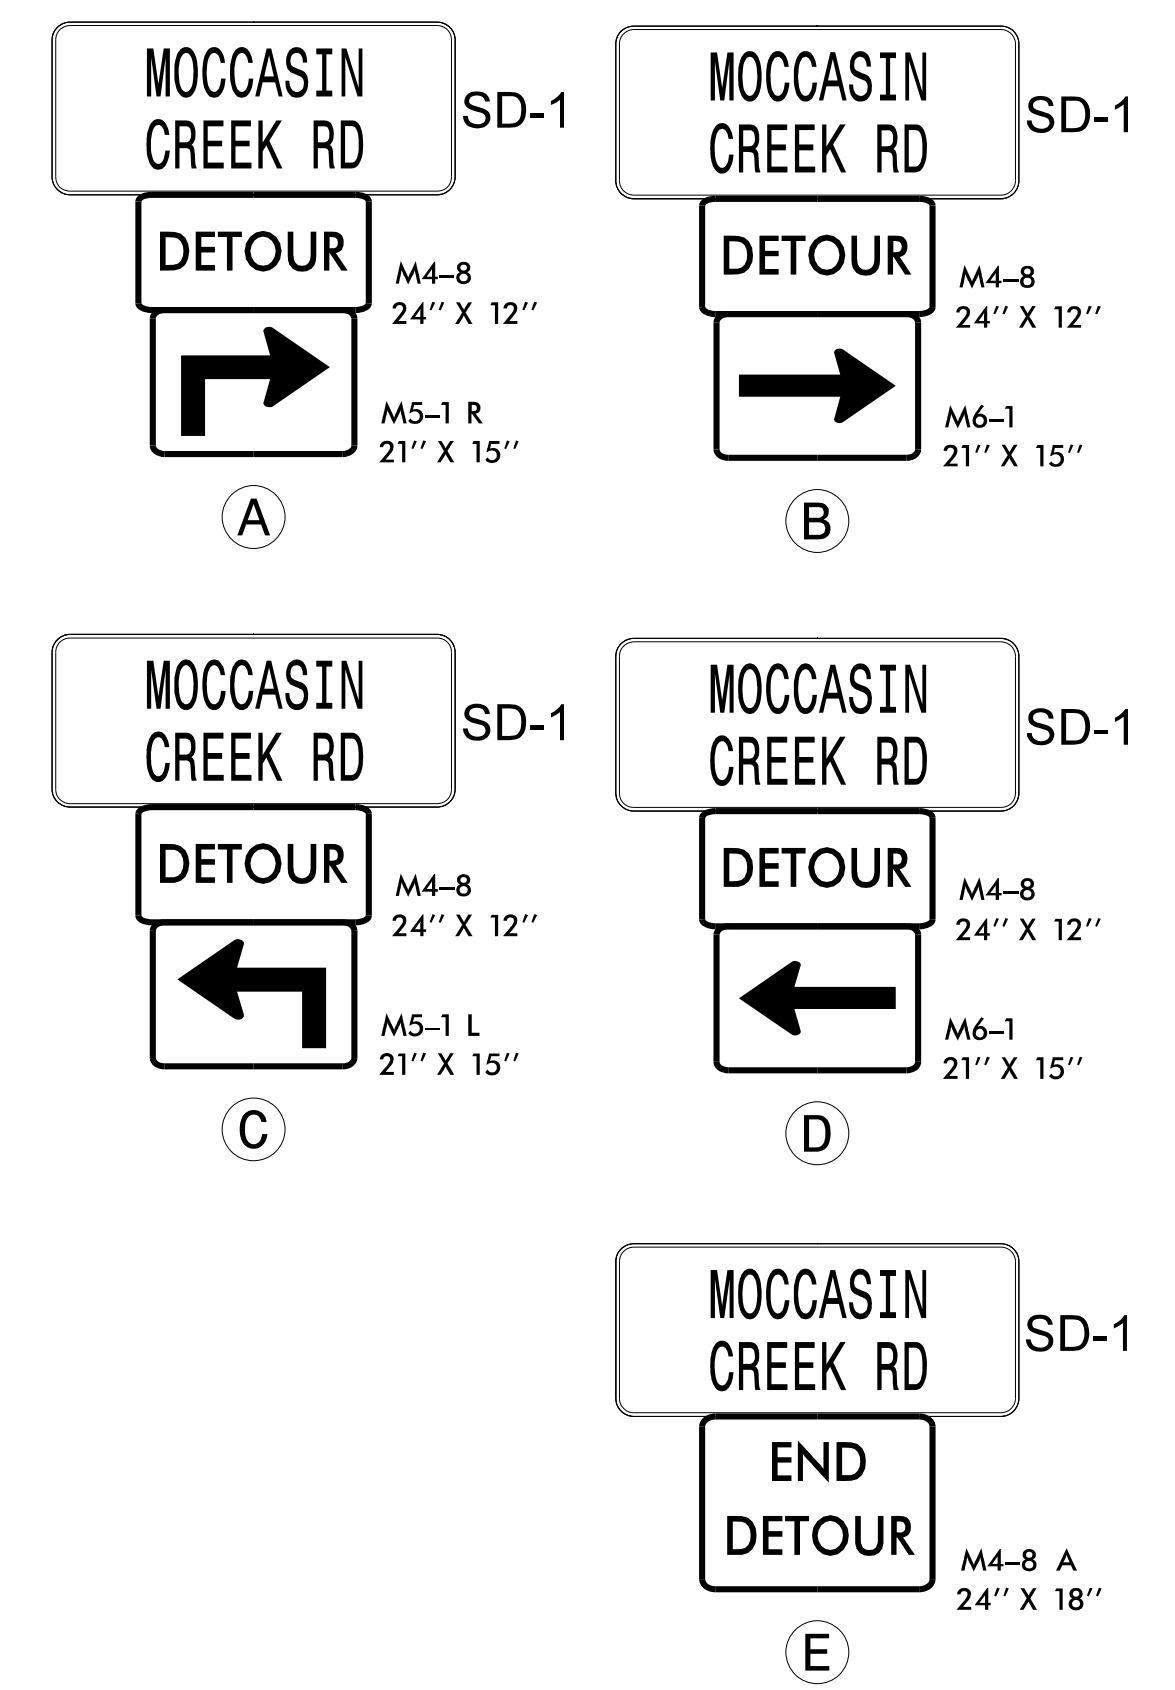 MOCCASIN
CREEK RD
SD-1
DETOUR
M4-8
24'' X 12''
M5-1 R
21'' X 15''
A
MOCCASIN
CREEK RD
SD-1
DETOUR
M4-8
24'' X 12''
M6-1
21'' X 15''
B
MOCCASIN
CREEK RD
SD-1
DETOUR
M4-8
24'' X 12''
M5-1 L
21'' X 15''
C
MOCCASIN
CREEK RD
SD-1
DETOUR
M4-8
24'' X 12''
M6-1
21'' X 15''
D
MOCCASIN
CREEK RD
SD-1
END
DETOUR
M4-8 A
24'' X 18''
E